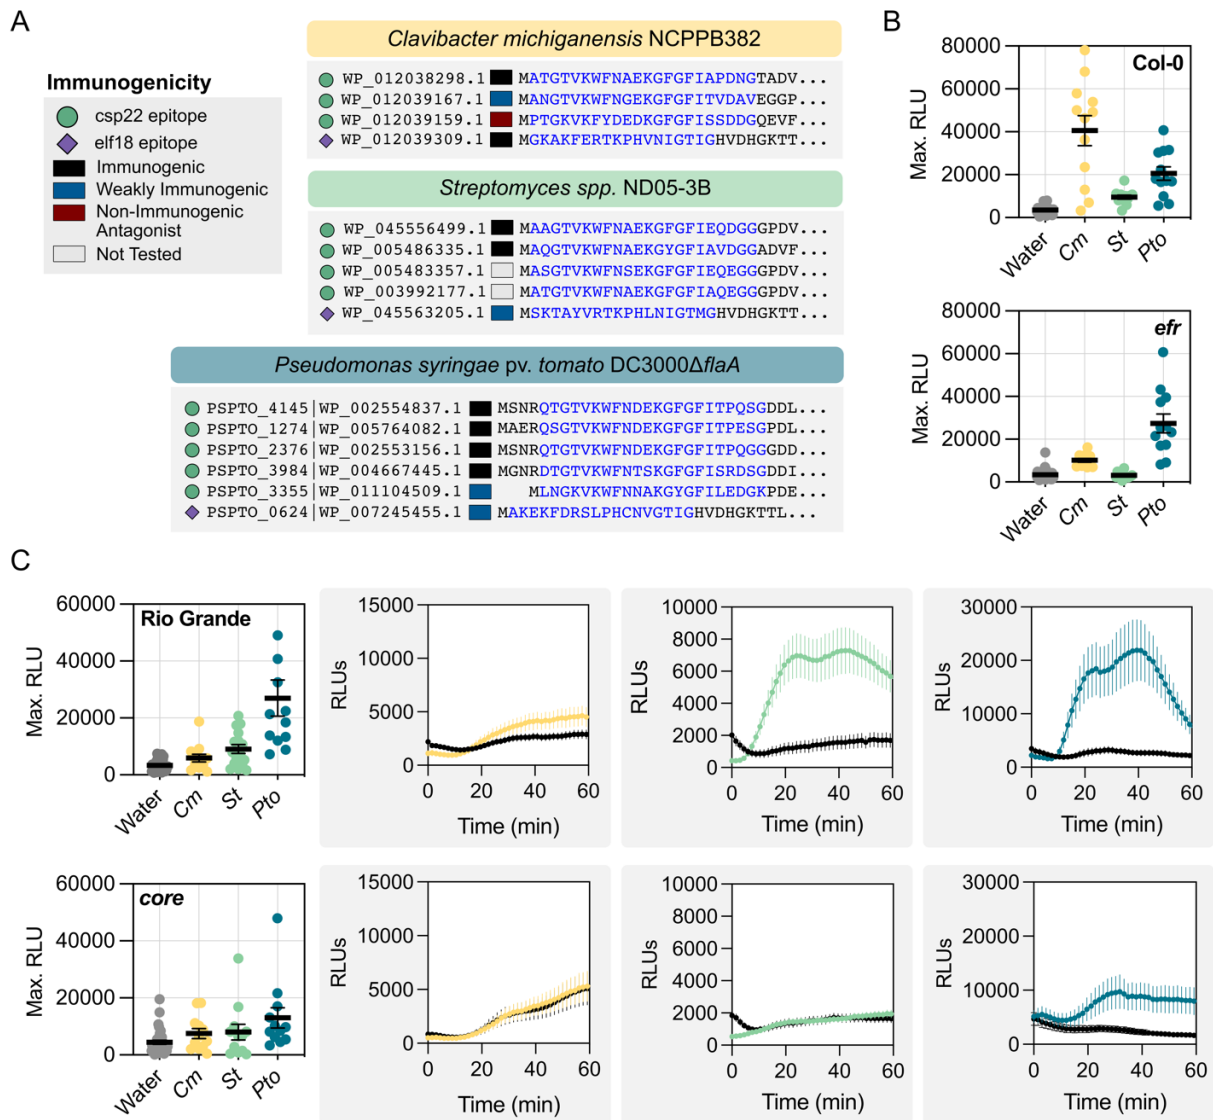 A
Immunogenicity
csp22 epitope
elf18 epitope
Immunogenic
Weakly Immunogenic
Non-Immunogenic
Antagonist
Not Tested
Clavibacter michiganensis NCPPB382
WP_012038298.1 MATGTVKWFNAEKGFGFIAPDNGTADV...
WP_012039167.1 MANGTVKWFNGEKGFGFITVDAVEGGP...
WP_012039159.1 MPTGKVKFYDEDKGFGFISSDDGQEVF...
WP_012039309.1 MGKAKFERTKPHVNIGTIGHVDHGKTT...
Streptomyces spp. ND05-3B
WP_045556499.1 MAAGTVKWFNAEKGFGFIEQDGGGPDV...
WP_005486335.1 MAQGTVKWFNAEKGYGFIAVDGGADVF...
WP_005483357.1 MASGTVKWFNSEKGFGFIEQEGGGPDV...
WP_003992177.1 MATGTVKWFNAEKGFGFIAQEGGGPDV...
WP_045563205.1 MSKTAYVRTKPHLNIGTMGHVDHGKTT...
Pseudomonas syringae pv. tomato DC3000ΔflaA
PSPTO_4145|WP_002554837.1 MSNRQTGTVKWFNDEKGFGFITPQSGDDL...
PSPTO_1274|WP_005764082.1 MAERQSGTVKWFNDEKGFGFITPESGPDL...
PSPTO_2376|WP_002553156.1 MSNRQTGTVKWFNDEKGFGFITPQGGGDD...
PSPTO_3984|WP_004667445.1 MGNRDTGTVKWFNTSKGFGFISRDSGDDI...
PSPTO_3355|WP_011104509.1 MLNGKVKWFNNAKGYGFILEDGKPDE...
PSPTO_0624|WP_007245455.1 MAKEKFDRSLPHCNVGTIGHVDHGKTTL...
B
80000
60000
40000
20000
0
Max. RLU
Col-0
Water Cm St Pto
80000
60000
40000
20000
0
Max. RLU
efr
Water Cm St Pto
C
60000
40000
20000
0
Max. RLU
Rio Grande
Water Cm St Pto
15000
10000
5000
0
RLUs
0 20 40 60
Time (min)
10000
8000
6000
4000
2000
0
RLUs
0 20 40 60
Time (min)
30000
20000
10000
0
RLUs
0 20 40 60
Time (min)
60000
40000
20000
0
Max. RLU
core
Water Cm St Pto
15000
10000
5000
0
RLUs
0 20 40 60
Time (min)
10000
8000
6000
4000
2000
0
RLUs
0 20 40 60
Time (min)
30000
20000
10000
0
RLUs
0 20 40 60
Time (min)